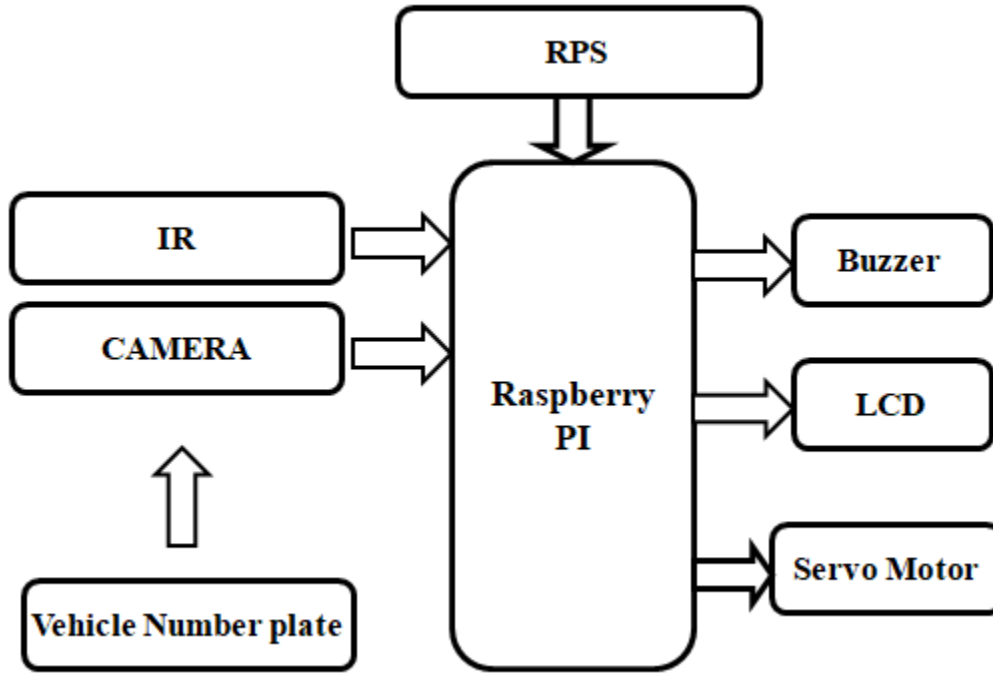 RPS
IR
CAMERA
Vehicle Number plate
Raspberry
PI
Buzzer
LCD
Servo Motor